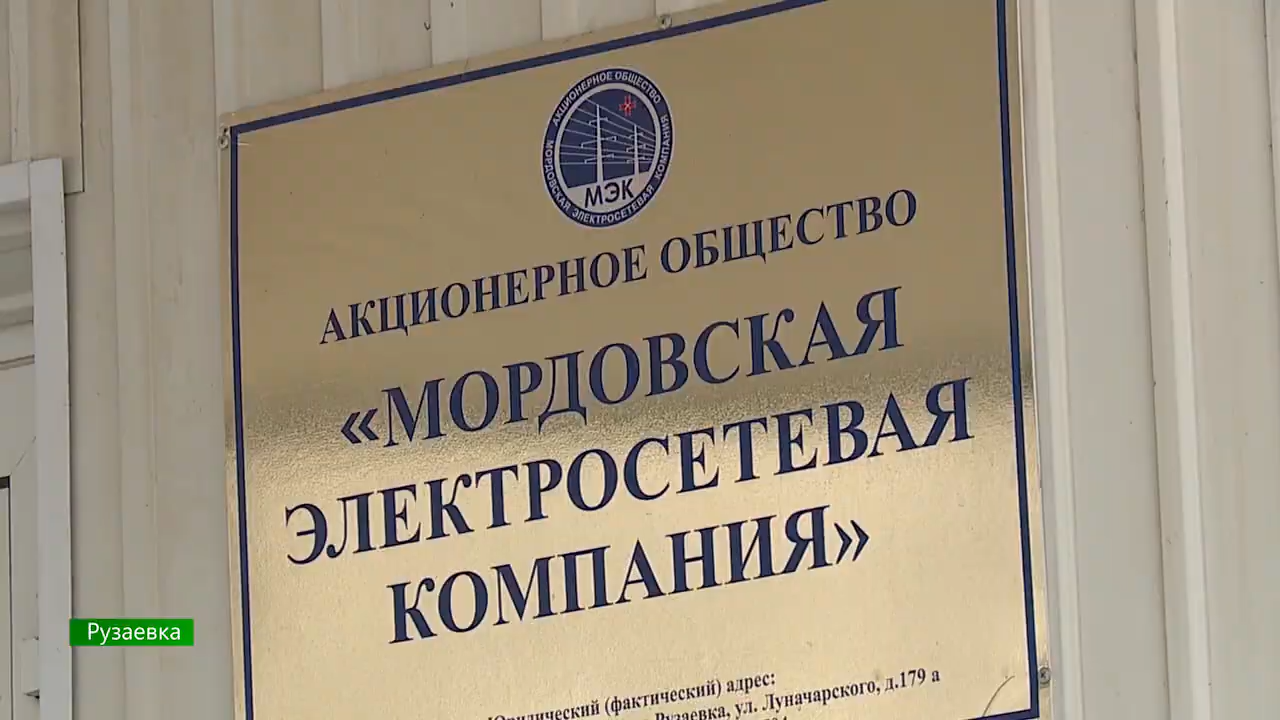 АКЦИОНЕРНОЕ ОБЩЕСТВО
МОРДОВСКАЯ ЭЛЕКТРОСЕТЕВАЯ КОМПАНИЯ
МЭК
АКЦИОНЕРНОЕ ОБЩЕСТВО
«МОРДОВСКАЯ
ЭЛЕКТРОСЕТЕВАЯ
КОМПАНИЯ»
Рузаевка
Юридический (фактический) адрес:
Рузаевка, ул. Луначарского, д.179 а